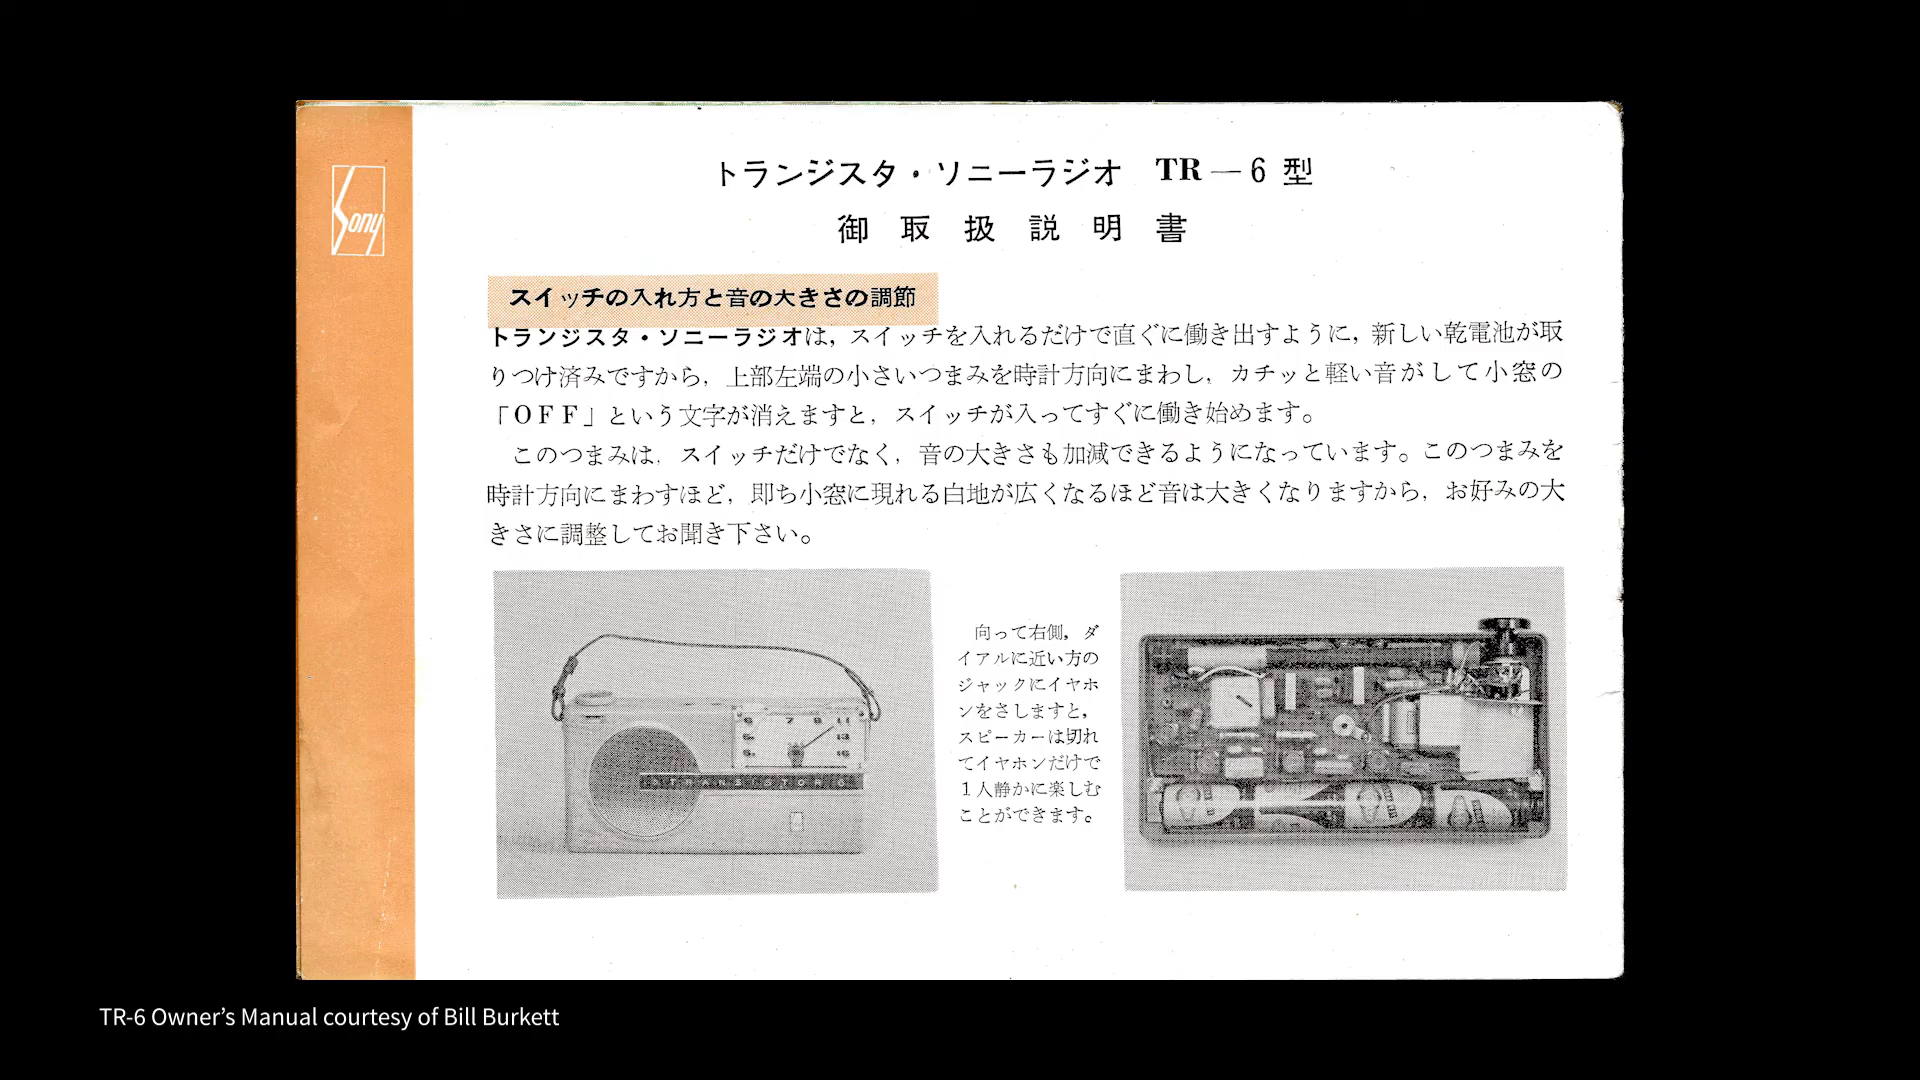 Sony
トランジスタ・ソニーラジオ TR—6 型
御取扱説明書
スイッチの入れ方と音の大きさの調節
トランジスタ・ソニーラジオは，スイッチを入れるだけで直ぐに働き出すように，新しい乾電池が取
りつけ済みですから，上部左端の小さいつまみを時計方向にまわし，カチッと軽い音がして小窓の
「OFF」という文字が消えますと，スイッチが入ってすぐに働き始めます。
このつまみは，スイッチだけでなく，音の大きさも加減できるようになっています。このつまみを
時計方向にまわすほど，即ち小窓に現れる白地が広くなるほど音は大きくなりますから，お好みの大
きさに調整してお聞き下さい。
向って右側，ダ
イアルに近い方の
ジャックにイヤホ
ンをさしますと，
スピーカーは切れ
てイヤホンだけで
１人静かに楽しむ
ことができます。
TRANSISTOR 6
TR-6 Owner’s Manual courtesy of Bill Burkett